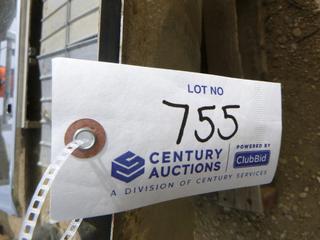 LOT NO
755
CENTURY AUCTIONS
POWERED BY
ClubBid
A DIVISION OF CENTURY SERVICES